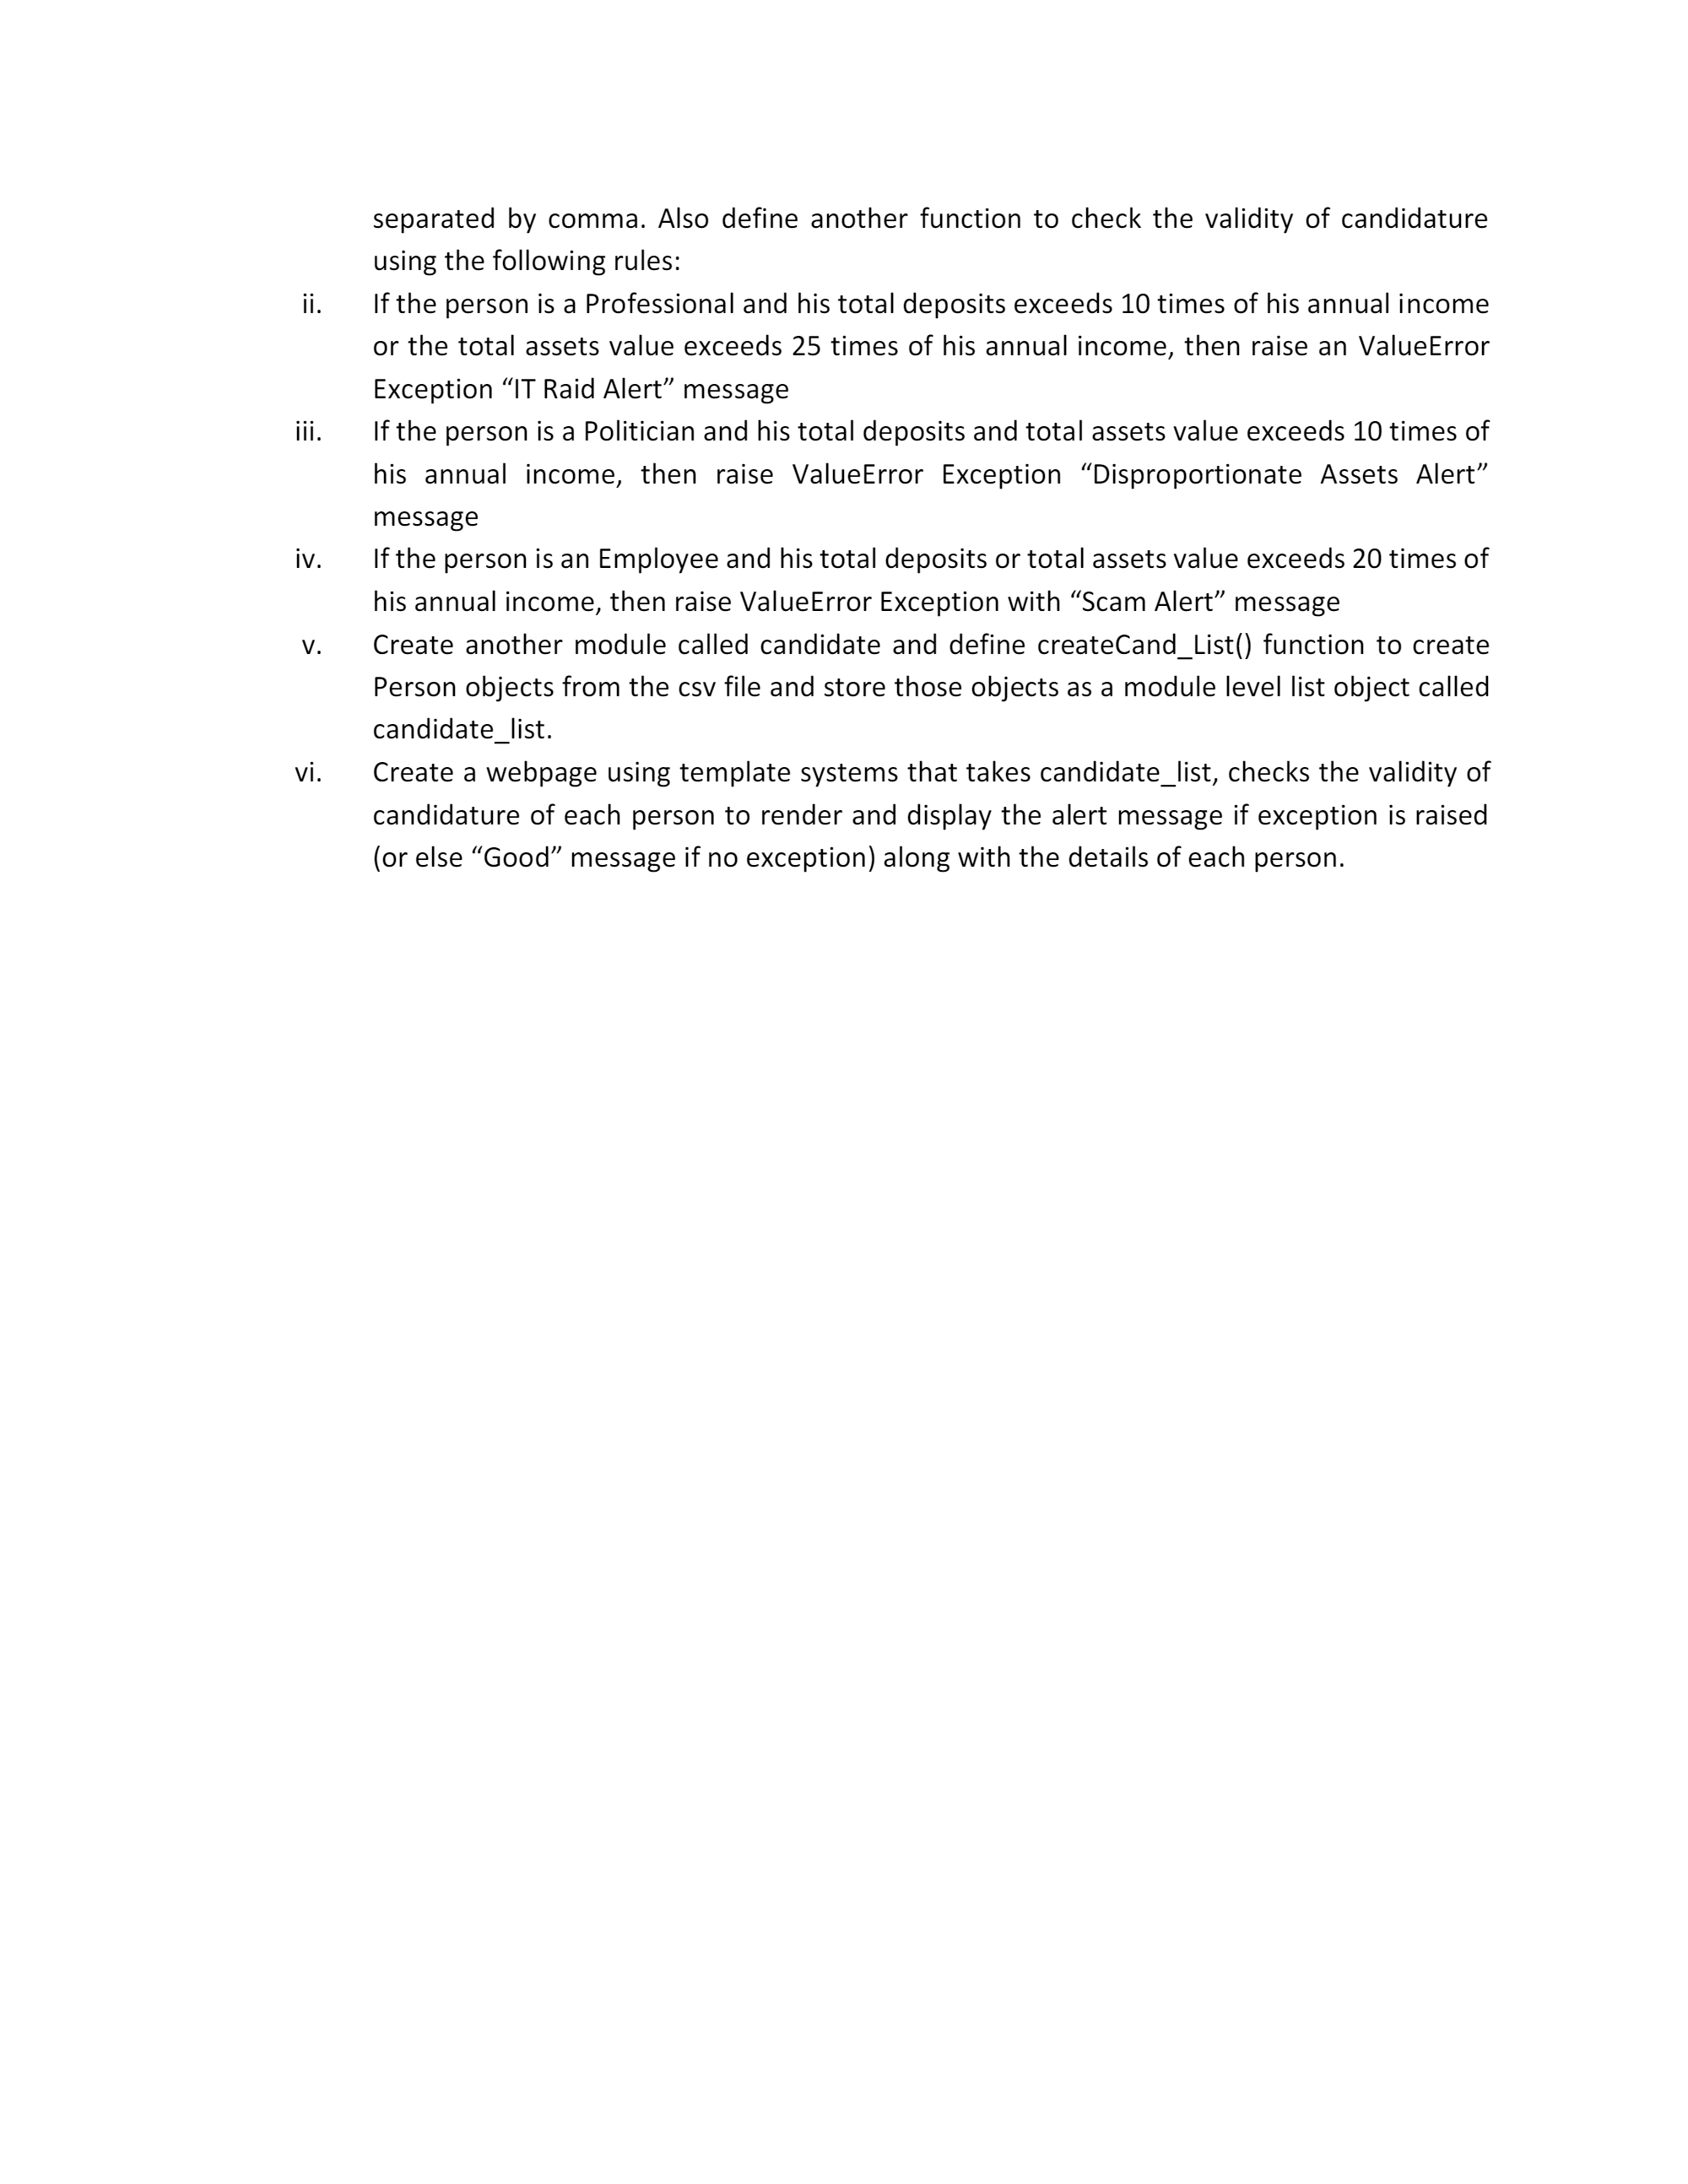 separated by comma. Also define another function to check the validity of candidature
using the following rules:
ii. If the person is a Professional and his total deposits exceeds 10 times of his annual income
or the total assets value exceeds 25 times of his annual income, then raise an ValueError
Exception “IT Raid Alert” message
iii. If the person is a Politician and his total deposits and total assets value exceeds 10 times of
his annual income, then raise ValueError Exception “Disproportionate Assets Alert”
message
iv. If the person is an Employee and his total deposits or total assets value exceeds 20 times of
his annual income, then raise ValueError Exception with “Scam Alert” message
v. Create another module called candidate and define createCand_List() function to create
Person objects from the csv file and store those objects as a module level list object called
candidate_list.
vi. Create a webpage using template systems that takes candidate_list, checks the validity of
candidature of each person to render and display the alert message if exception is raised
(or else “Good” message if no exception) along with the details of each person.